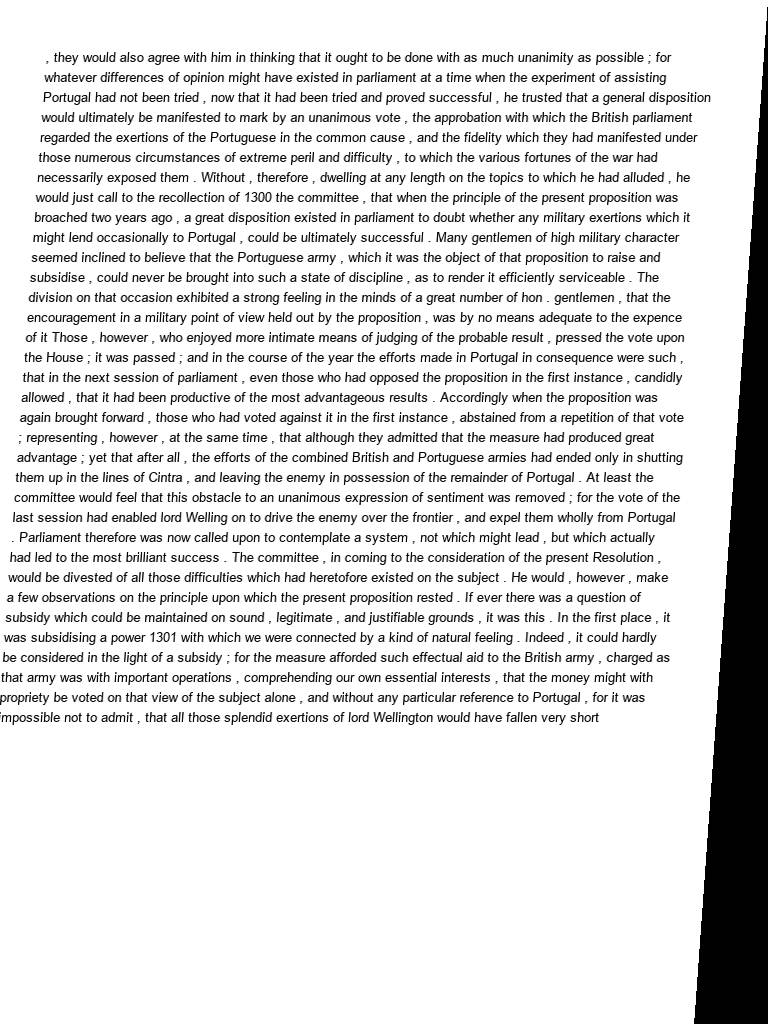 , they would also agree with him in thinking that it ought to be done with as much unanimity as possible ; for
whatever differences of opinion might have existed in parliament at a time when the experiment of assisting
Portugal had not been tried , now that it had been tried and proved successful , he trusted that a general disposition
would ultimately be manifested to mark by an unanimous vote , the approbation with which the British parliament
regarded the exertions of the Portuguese in the common cause , and the fidelity which they had manifested under
those numerous circumstances of extreme peril and difficulty , to which the various fortunes of the war had
necessarily exposed them . Without , therefore , dwelling at any length on the topics to which he had alluded , he
would just call to the recollection of 1300 the committee , that when the principle of the present proposition was
broached two years ago , a great disposition existed in parliament to doubt whether any military exertions which it
might lend occasionally to Portugal , could be ultimately successful . Many gentlemen of high military character
seemed inclined to believe that the Portuguese army , which it was the object of that proposition to raise and
subsidise , could never be brought into such a state of discipline , as to render it efficiently serviceable . The
division on that occasion exhibited a strong feeling in the minds of a great number of hon . gentlemen , that the
encouragement in a military point of view held out by the proposition , was by no means adequate to the expence
of it Those , however , who enjoyed more intimate means of judging of the probable result , pressed the vote upon
the House ; it was passed ; and in the course of the year the efforts made in Portugal in consequence were such ,
that in the next session of parliament , even those who had opposed the proposition in the first instance , candidly
allowed , that it had been productive of the most advantageous results . Accordingly when the proposition was
again brought forward , those who had voted against it in the first instance , abstained from a repetition of that vote
; representing , however , at the same time , that although they admitted that the measure had produced great
advantage ; yet that after all , the efforts of the combined British and Portuguese armies had ended only in shutting
them up in the lines of Cintra , and leaving the enemy in possession of the remainder of Portugal . At least the
committee would feel that this obstacle to an unanimous expression of sentiment was removed ; for the vote of the
last session had enabled lord Welling on to drive the enemy over the frontier , and expel them wholly from Portugal
. Parliament therefore was now called upon to contemplate a system , not which might lead , but which actually
had led to the most brilliant success . The committee , in coming to the consideration of the present Resolution ,
would be divested of all those difficulties which had heretofore existed on the subject . He would , however , make
a few observations on the principle upon which the present proposition rested . If ever there was a question of
subsidy which could be maintained on sound , legitimate , and justifiable grounds , it was this . In the first place , it
was subsidising a power 1301 with which we were connected by a kind of natural feeling . Indeed , it could hardly
be considered in the light of a subsidy ; for the measure afforded such effectual aid to the British army , charged as
that army was with important operations , comprehending our own essential interests , that the money might with
propriety be voted on that view of the subject alone , and without any particular reference to Portugal , for it was
impossible not to admit , that all those splendid exertions of lord Wellington would have fallen very short